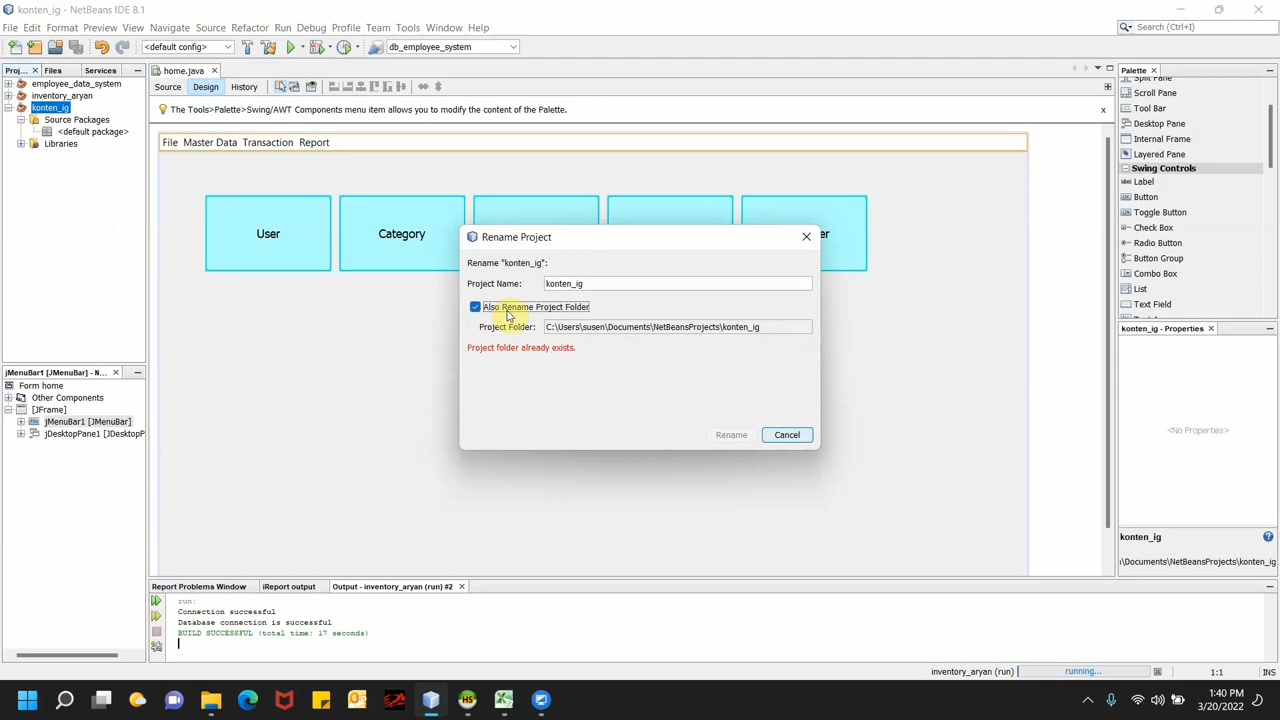 konten_ig - NetBeans IDE 8.1
File Edit Format Preview View Navigate Source Refactor Run Debug Profile Team Tools Window Help
Search (Ctrl+I)
<default config>
db_employee_system
Proj...
Files
Services
employee_data_system
inventory_aryan
konten_ig
Source Packages
<default package>
Libraries
home.java
Source
Design
History
The Tools>Palette>Swing/AWT Components menu item allows you to modify the content of the Palette.
x
File Master Data Transaction Report
User
Category
er
Rename Project
Rename "konten_ig":
Project Name:
konten_ig
Also Rename Project Folder
Project Folder:
C:\Users\susen\Documents\NetBeansProjects\konten_ig
Project folder already exists.
Rename
Cancel
Palette
Split Pane
Scroll Pane
Tool Bar
Desktop Pane
Internal Frame
Layered Pane
Swing Controls
Label
Button
Toggle Button
Check Box
Radio Button
Button Group
Combo Box
List
Text Field
konten_ig - Properties
<No Properties>
konten_ig
\Documents\NetBeansProjects\konten_ig
jMenuBar1 [JMenuBar] - N...
Form home
Other Components
[JFrame]
jMenuBar1 [JMenuBar]
jDesktopPane1 [JDesktopP
Report Problems Window
iReport output
Output - inventory_aryan (run) #2
run:
Connection successful
Database connection is successful
BUILD SUCCESSFUL (total time: 17 seconds)
inventory_aryan (run)
running...
1:1
INS
1:40 PM
3/20/2022